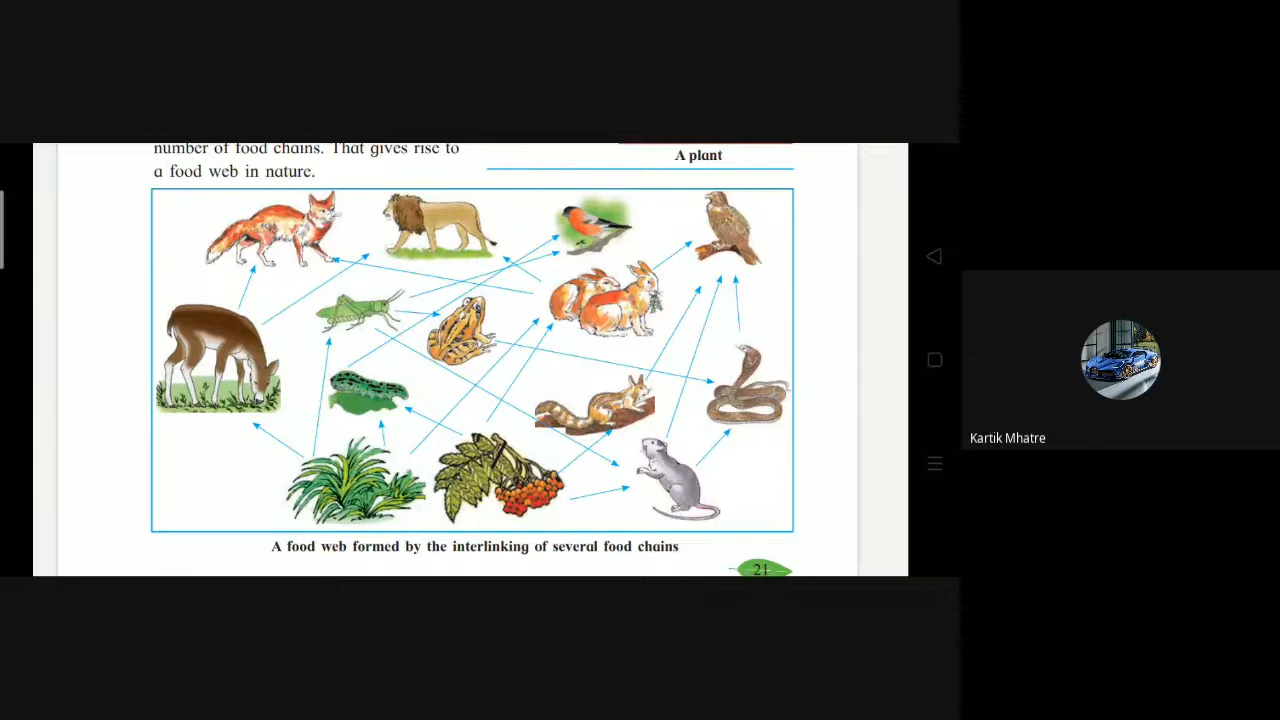 number of food chains. That gives rise to
a food web in nature.
A plant
A food web formed by the interlinking of several food chains
21
Kartik Mhatre